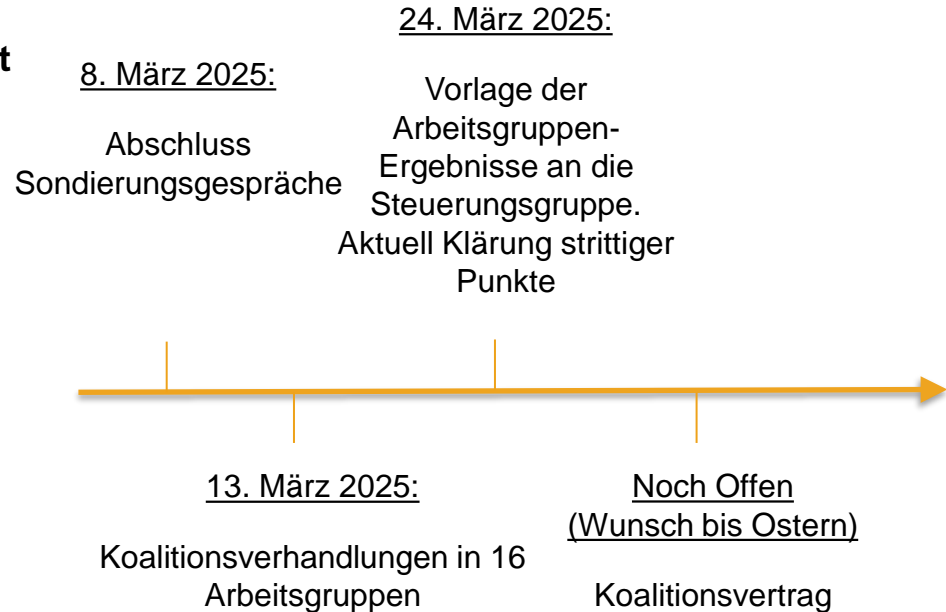 t
8. März 2025:
Abschluss
Sondierungsgespräche
24. März 2025:
Vorlage der
Arbeitsgruppen-
Ergebnisse an die
Steuerungsgruppe.
Aktuell Klärung strittiger
Punkte
13. März 2025:
Koalitionsverhandlungen in 16
Arbeitsgruppen
Noch Offen
(Wunsch bis Ostern)
Koalitionsvertrag